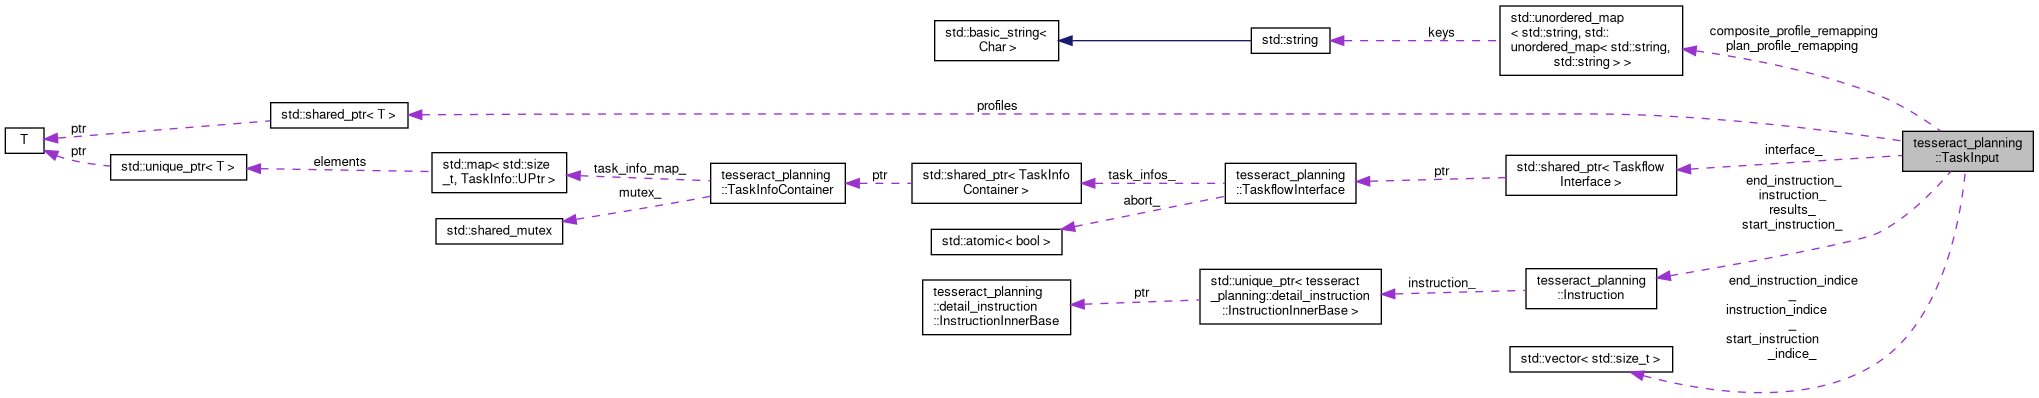 std::basic_string<
Char >
std::string
keys
std::unordered_map
< std::string, std::
unordered_map< std::string,
std::string > >
composite_profile_remapping
plan_profile_remapping
T
ptr
ptr
std::shared_ptr< T >
profiles
std::unique_ptr< T >
elements
std::map< std::size
_t, TaskInfo::UPtr >
task_info_map_
mutex_
std::shared_mutex
tesseract_planning
::TaskInfoContainer
ptr
std::shared_ptr< TaskInfo
Container >
task_infos_
abort_
std::atomic< bool >
tesseract_planning
::TaskflowInterface
ptr
std::shared_ptr< Taskflow
Interface >
interface_
tesseract_planning
::TaskInput
end_instruction_
instruction_
results_
start_instruction_
tesseract_planning
::detail_instruction
::InstructionInnerBase
ptr
std::unique_ptr< tesseract
_planning::detail_instruction
::InstructionInnerBase >
instruction_
tesseract_planning
::Instruction
end_instruction_indice
_
instruction_indice
_
start_instruction
_indice_
std::vector< std::size_t >